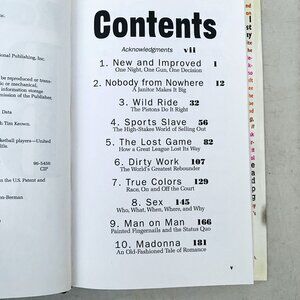 ional Publishing, Inc.
be reproduced or trans-
nic or mechanical, in-
mission of the Publisher,
Data
th Tim Keown.
ketball players—United
96-5456
CIP
n the U.S. Patent and
n-Berman
Contents
Acknowledgments vii
1. New and Improved 1
One Night, One Gun, One Decision
2. Nobody from Nowhere 12
A Janitor Makes It Big
3. Wild Ride 32
The Pistons Do It Right
4. Sports Slave 56
The High-Stakes World of Selling Out
5. The Lost Game 82
How a Great League Lost Its Way
6. Dirty Work 107
The World's Greatest Rebounder
7. True Colors 129
Race, On and Off the Court
8. Sex 145
Who, What, When, Where, and Why
9. Man on Man 166
Painted Fingernails and the Status Quo
10. Madonna 181
An Old-Fashioned Tale of Romance
v